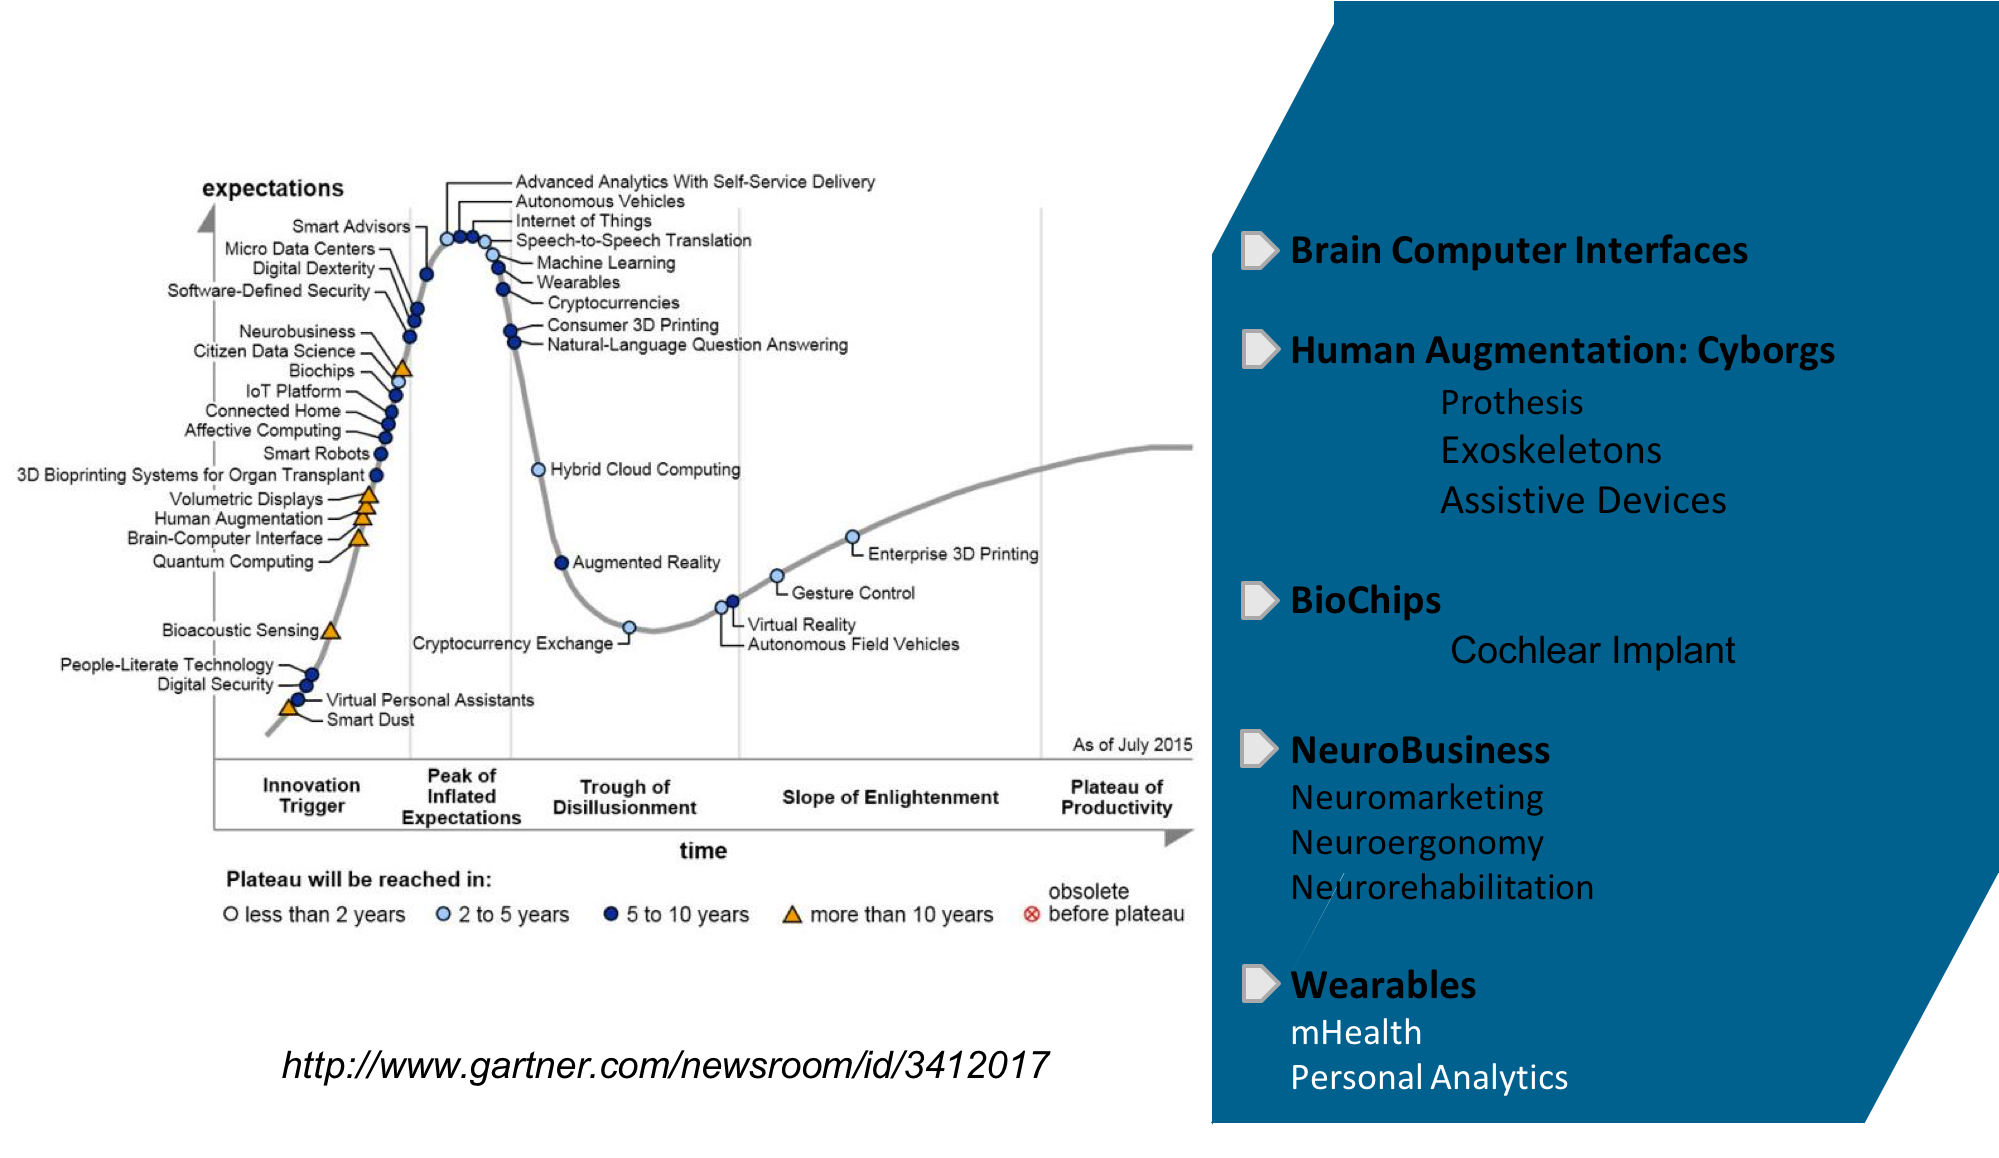 expectations
Advanced Analytics With Self-Service Delivery
Autonomous Vehicles
Internet of Things
Speech-to-Speech Translation
Machine Learning
Wearables
Cryptocurrencies
Consumer 3D Printing
Natural-Language Question Answering
Smart Advisors
Micro Data Centers
Digital Dexterity
Software-Defined Security
Neurobusiness
Citizen Data Science
Biochips
IoT Platform
Connected Home
Affective Computing
Smart Robots
3D Bioprinting Systems for Organ Transplant
Volumetric Displays
Human Augmentation
Brain-Computer Interface
Quantum Computing
Bioacoustic Sensing
People-Literate Technology
Digital Security
Virtual Personal Assistants
Smart Dust
Hybrid Cloud Computing
Augmented Reality
Cryptocurrency Exchange
Enterprise 3D Printing
Gesture Control
Virtual Reality
Autonomous Field Vehicles
As of July 2015
Innovation
Trigger
Peak of
Inflated
Expectations
Trough of
Disillusionment
Slope of Enlightenment
Plateau of
Productivity
time
Plateau will be reached in:
less than 2 years
2 to 5 years
5 to 10 years
more than 10 years
obsolete
before plateau
http://www.gartner.com/newsroom/id/3412017
Brain Computer Interfaces
Human Augmentation: Cyborgs
Prothesis
Exoskeletons
Assistive Devices
BioChips
Cochlear Implant
NeuroBusiness
Neuromarketing
Neuroergonomy
Neurorehabilitation
Wearables
mHealth
Personal Analytics